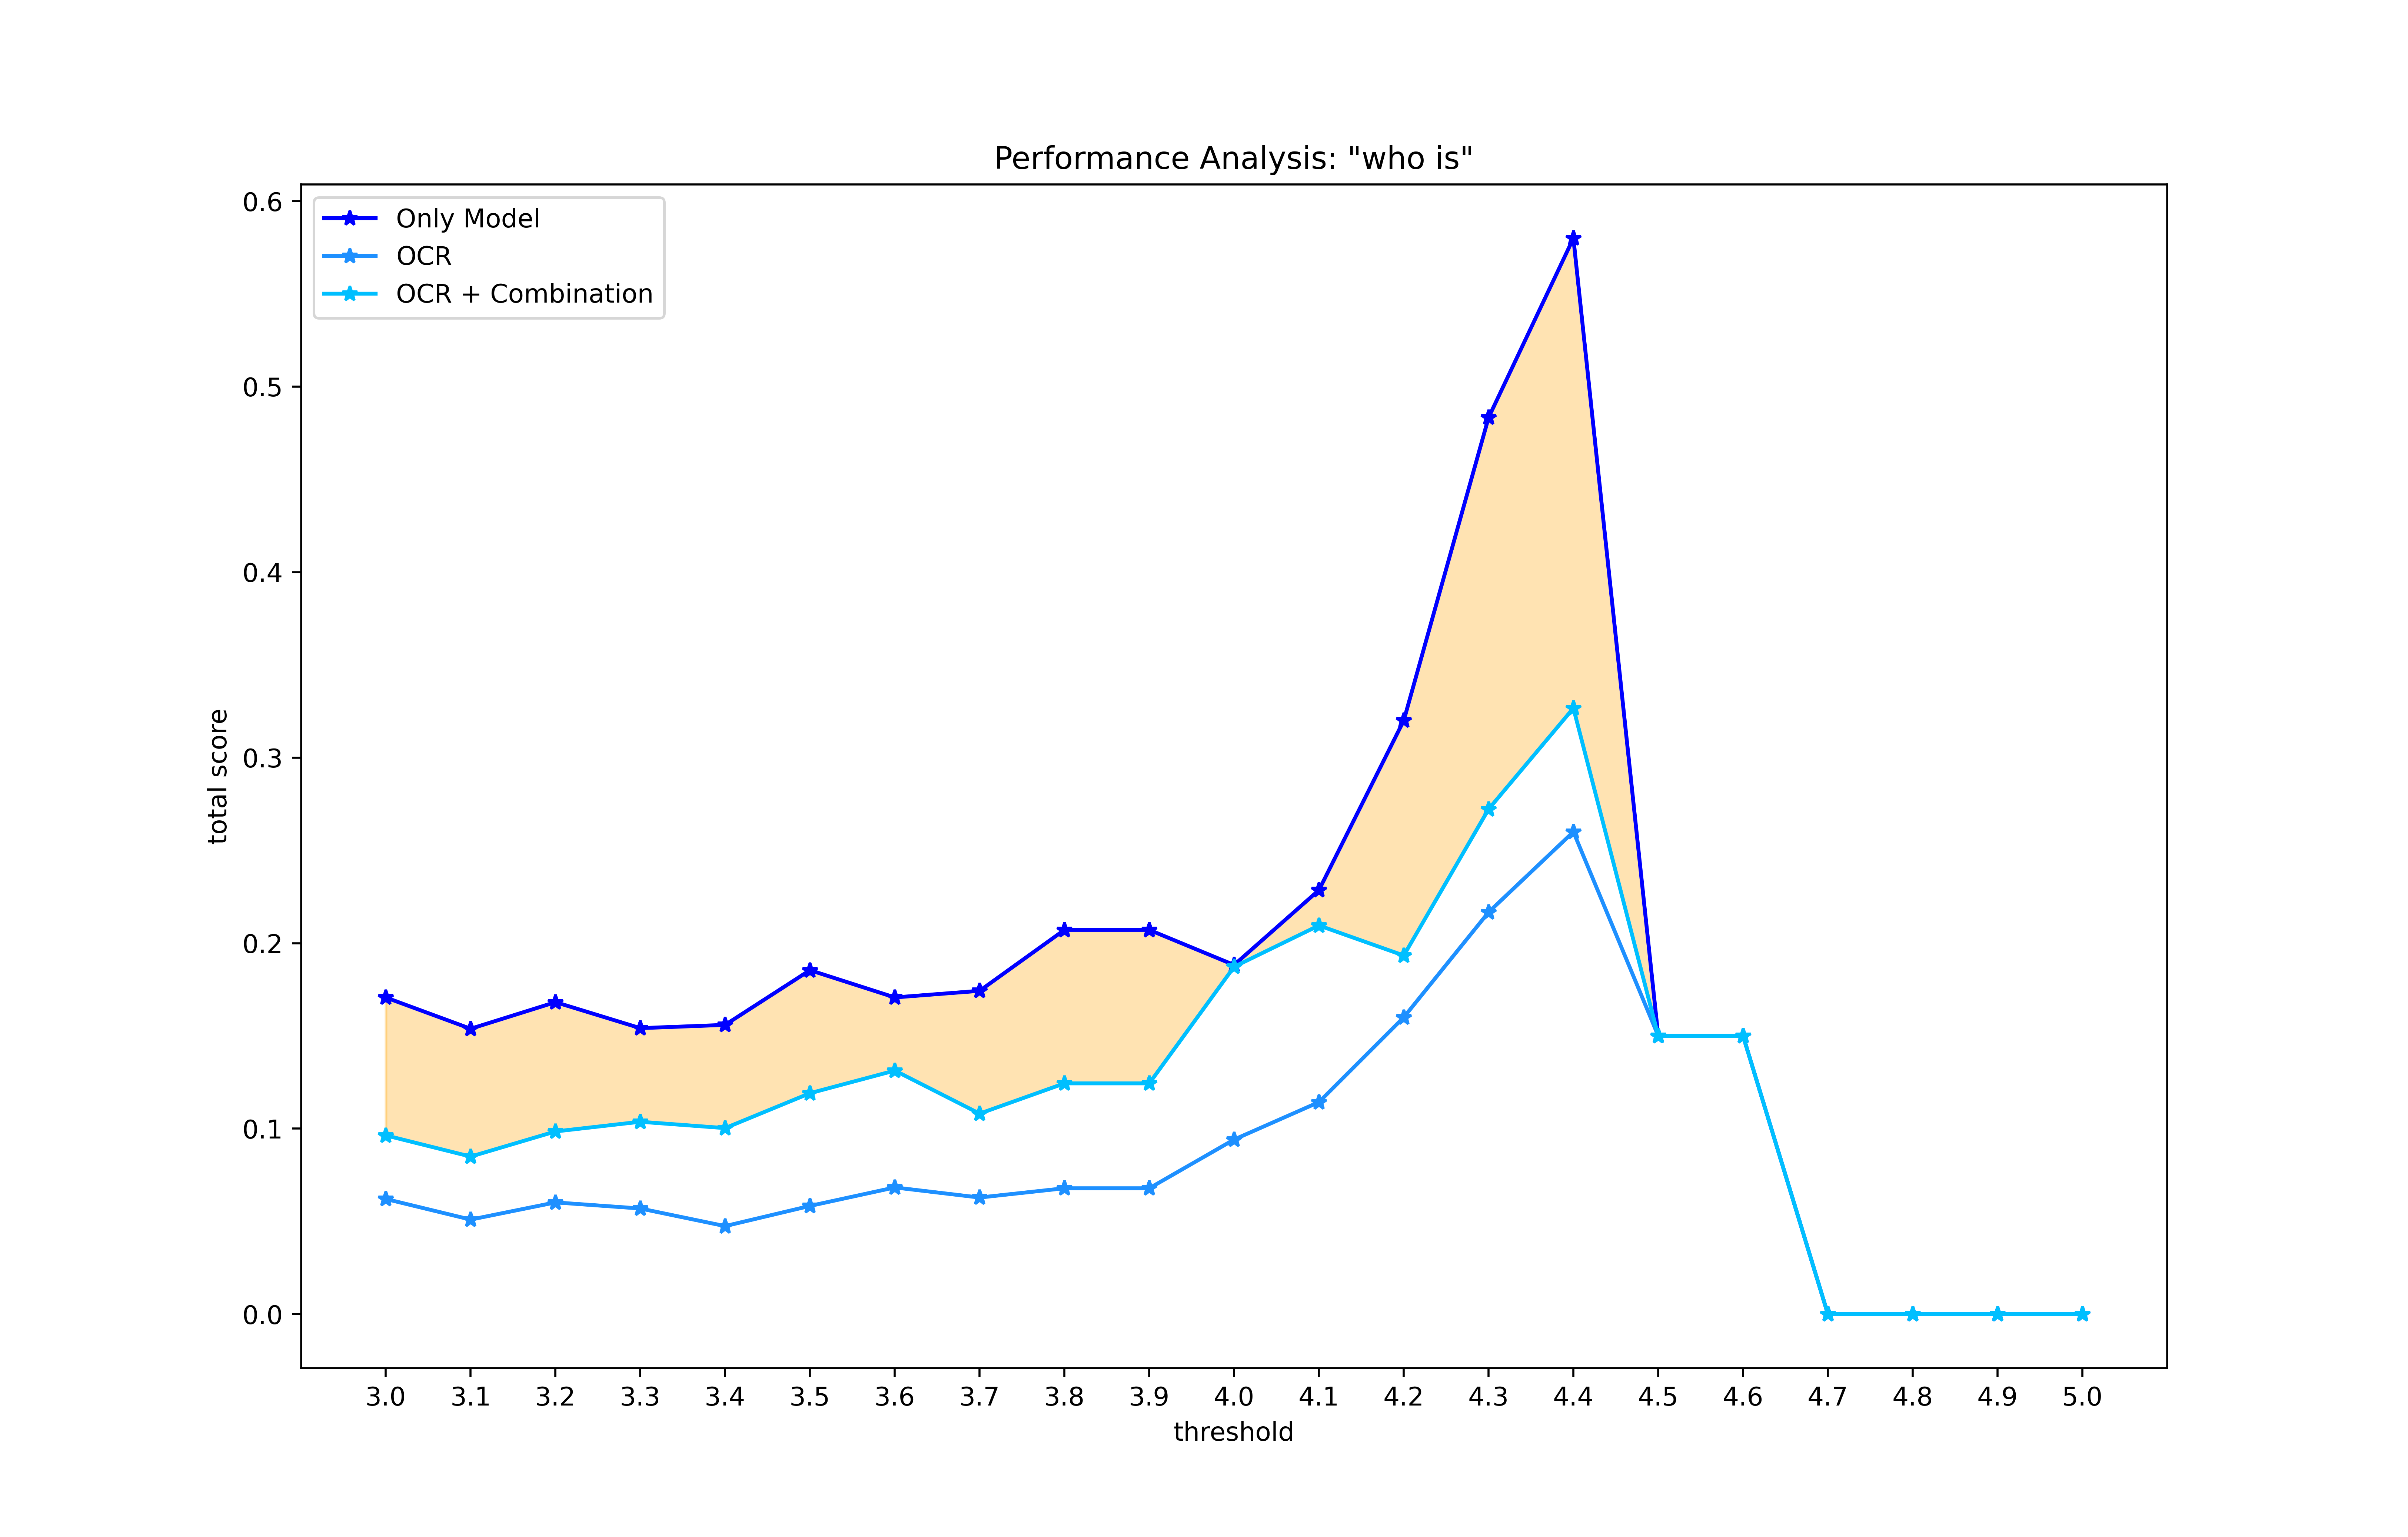 Performance Analysis: "who is"
Only Model
OCR
OCR + Combination
0.6
0.5
0.4
0.3
0.2
0.1
0.0
total score
3.0 3.1 3.2 3.3 3.4 3.5 3.6 3.7 3.8 3.9 4.0 4.1 4.2 4.3 4.4 4.5 4.6 4.7 4.8 4.9 5.0
threshold